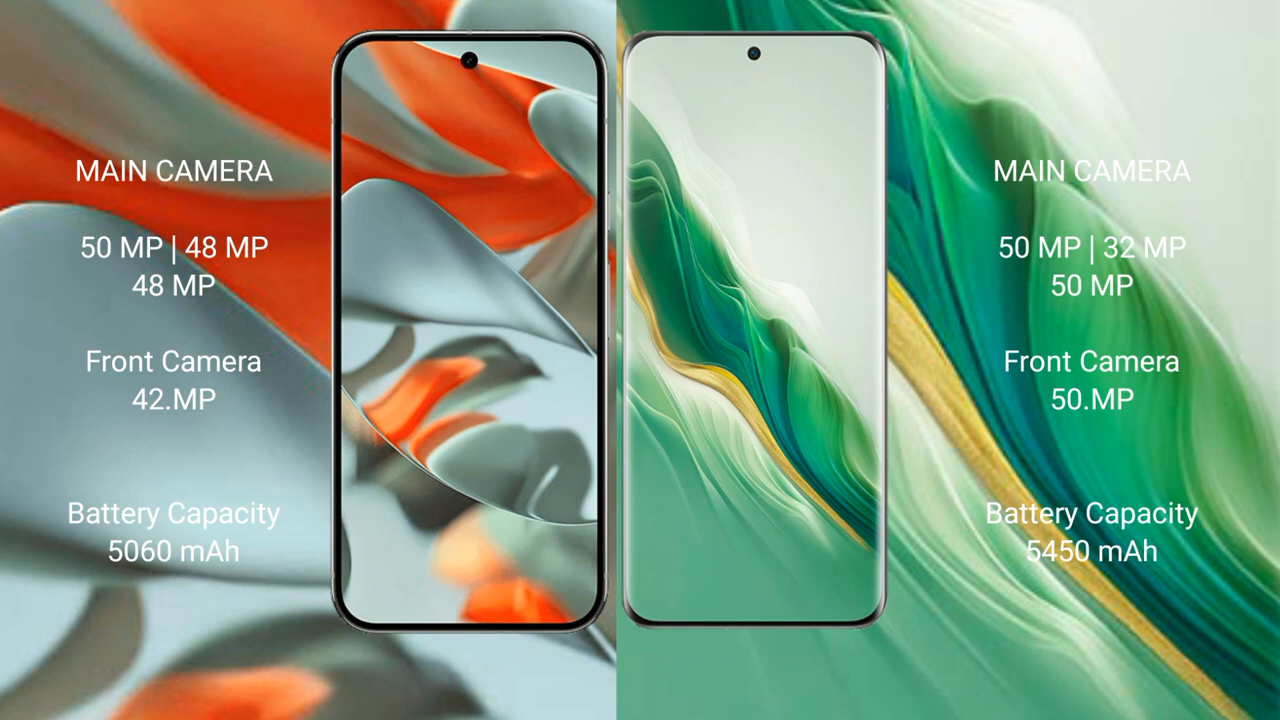 MAIN CAMERA
50 MP | 48 MP
48 MP
Front Camera
42.MP
Battery Capacity
5060 mAh
MAIN CAMERA
50 MP | 32 MP
50 MP
Front Camera
50.MP
Battery Capacity
5450 mAh